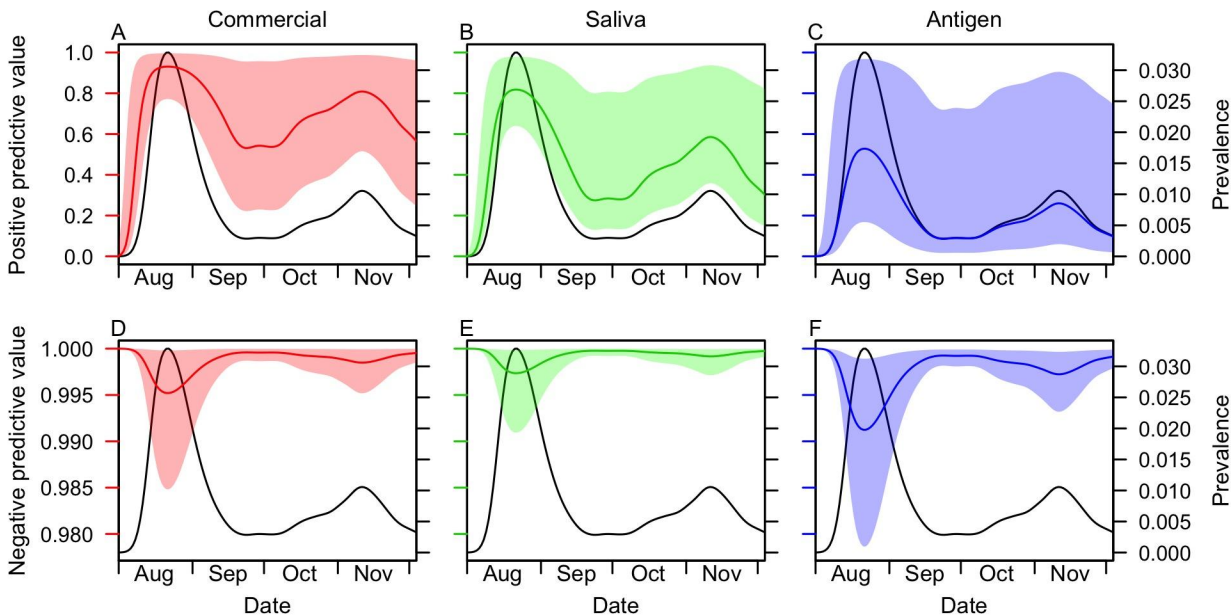 Commercial
Saliva
Antigen
A
B
C
Positive predictive value
1.0
0.8
0.6
0.4
0.2
0.0
0.030
0.025
0.020
0.015
0.010
0.005
0.000
Prevalence
Aug Sep Oct Nov
Aug Sep Oct Nov
Aug Sep Oct Nov
D
E
F
Negative predictive value
1.000
0.995
0.990
0.985
0.980
0.030
0.025
0.020
0.015
0.010
0.005
0.000
Prevalence
Aug Sep Oct Nov
Aug Sep Oct Nov
Aug Sep Oct Nov
Date
Date
Date